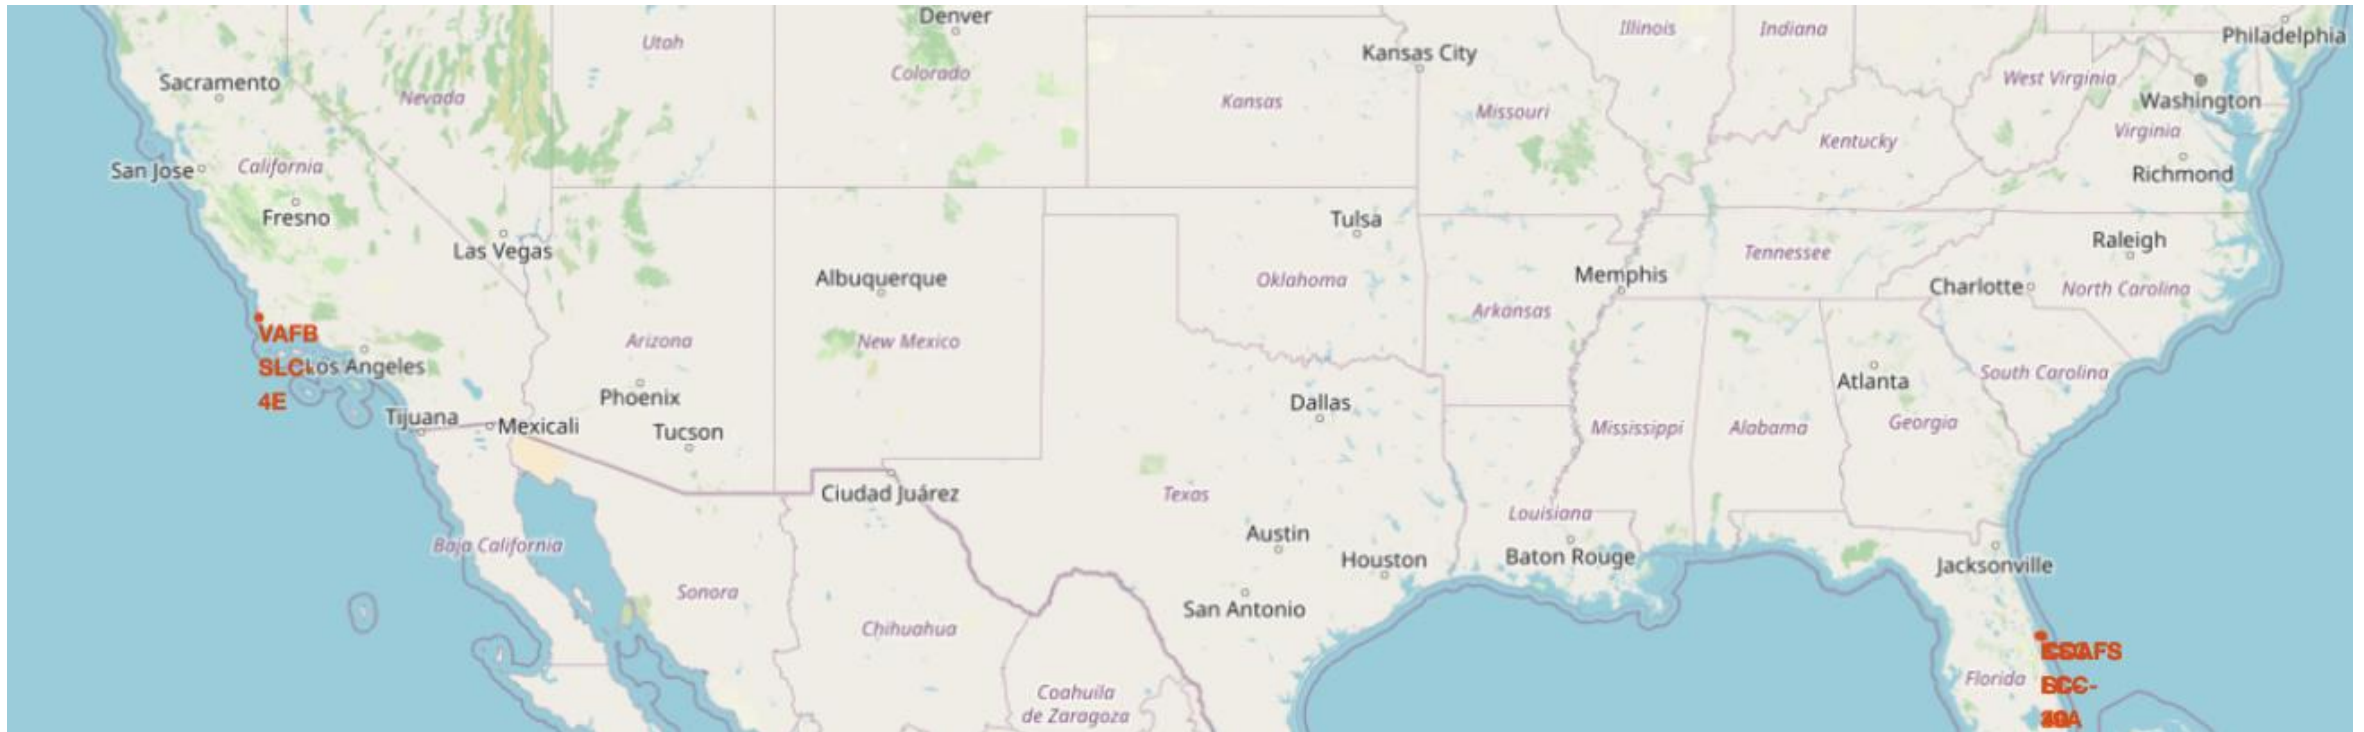 Denver
Philadelphia
Illinois
Indiana
Utah
Kansas City
Colorado
West Virginia
Sacramento
Nevada
Kansas
Washington
Missouri
Virginia
Kentucky
San Jose
California
Richmond
Fresno
Tulsa
Las Vegas
Raleigh
Tennessee
Albuquerque
Oklahoma
Memphis
Charlotte
North Carolina
Arkansas
VAFB
SLC-
4E
Arizona
New Mexico
Los Angeles
South Carolina
Atlanta
Phoenix
Dallas
Tijuana
Mexicali
Tucson
Mississippi
Alabama
Georgia
Ciudad Juárez
Texas
Louisiana
Austin
Baja California
Houston
Baton Rouge
Jacksonville
Sonora
San Antonio
Chihuahua
Florida
Coahuila
de Zaragoza